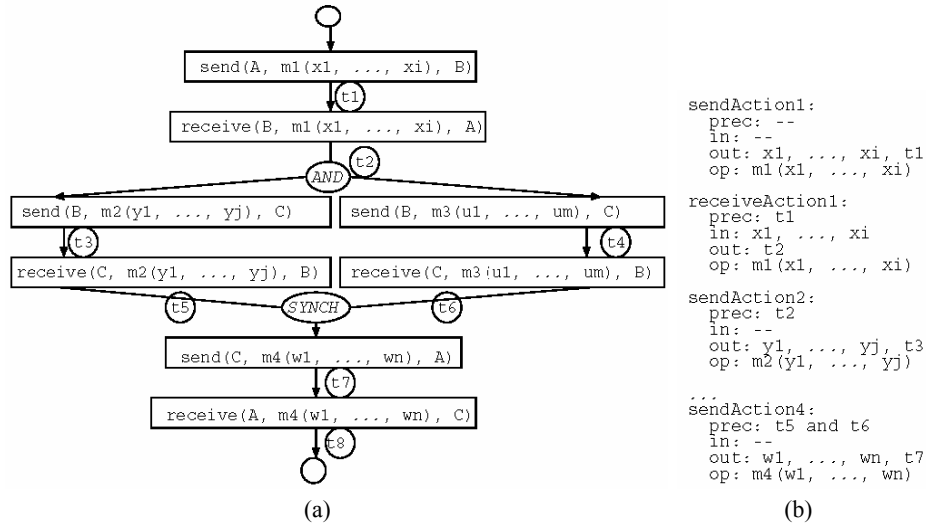 send(A, m1(x1, ..., xi), B)
t1
receive(B, m1(x1, ..., xi), A)
t2
AND
send(B, m2(y1, ..., yj), C)
send(B, m3(u1, ..., um), C)
t3
t4
receive(C, m2(y1, ..., yj), B)
receive(C, m3(u1, ..., um), B)
t5
SYNCH
t6
send(C, m4(w1, ..., wn), A)
t7
receive(A, m4(w1, ..., wn), C)
t8
(a)
sendAction1:
prec: --
in: --
out: x1, ..., xi, t1
op: m1(x1, ..., xi)
receiveAction1:
prec: t1
in: x1, ..., xi
out: t2
op: m1(x1, ..., xi)
sendAction2:
prec: t2
in: --
out: y1, ..., yj, t3
op: m2(y1, ..., yj)
...
sendAction4:
prec: t5 and t6
in: --
out: w1, ..., wn, t7
op: m4(w1, ..., wn)
(b)